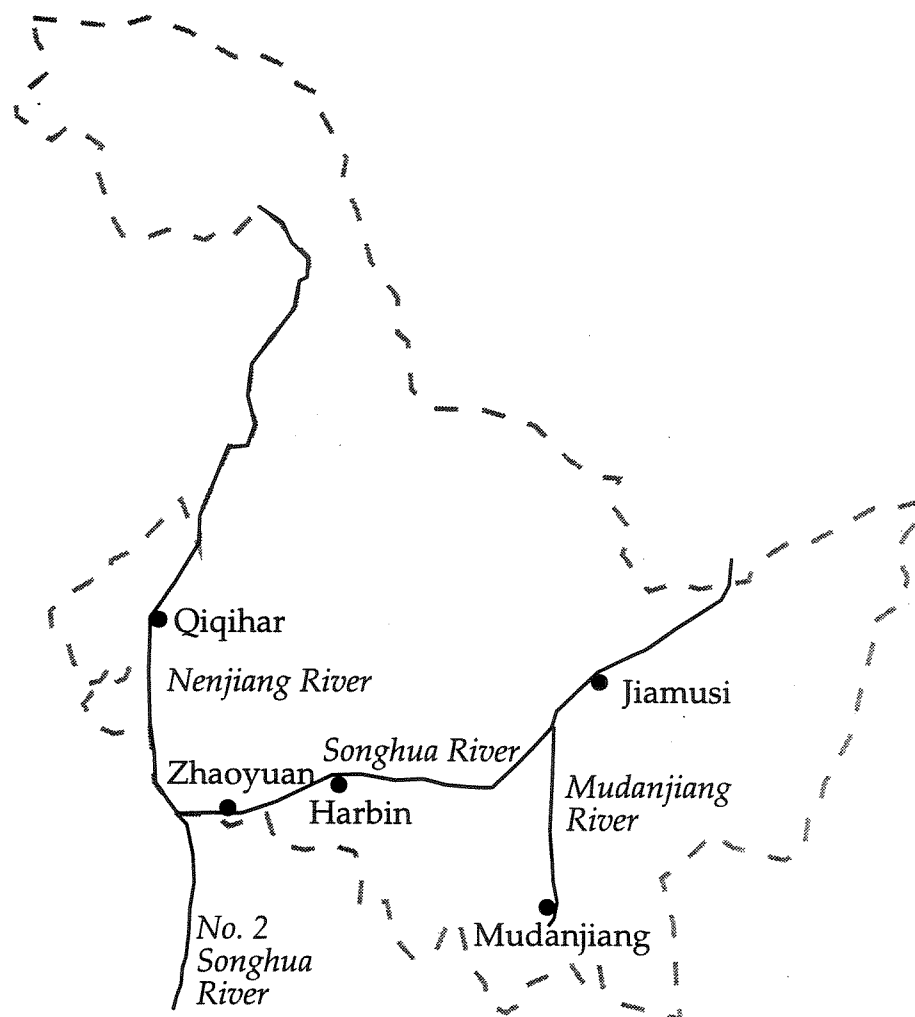 Qiqihar
Nenjiang River
Jiamusi
Songhua River
Zhaoyuan
Harbin
Mudanjiang
River
Mudanjiang
No. 2
Songhua
River